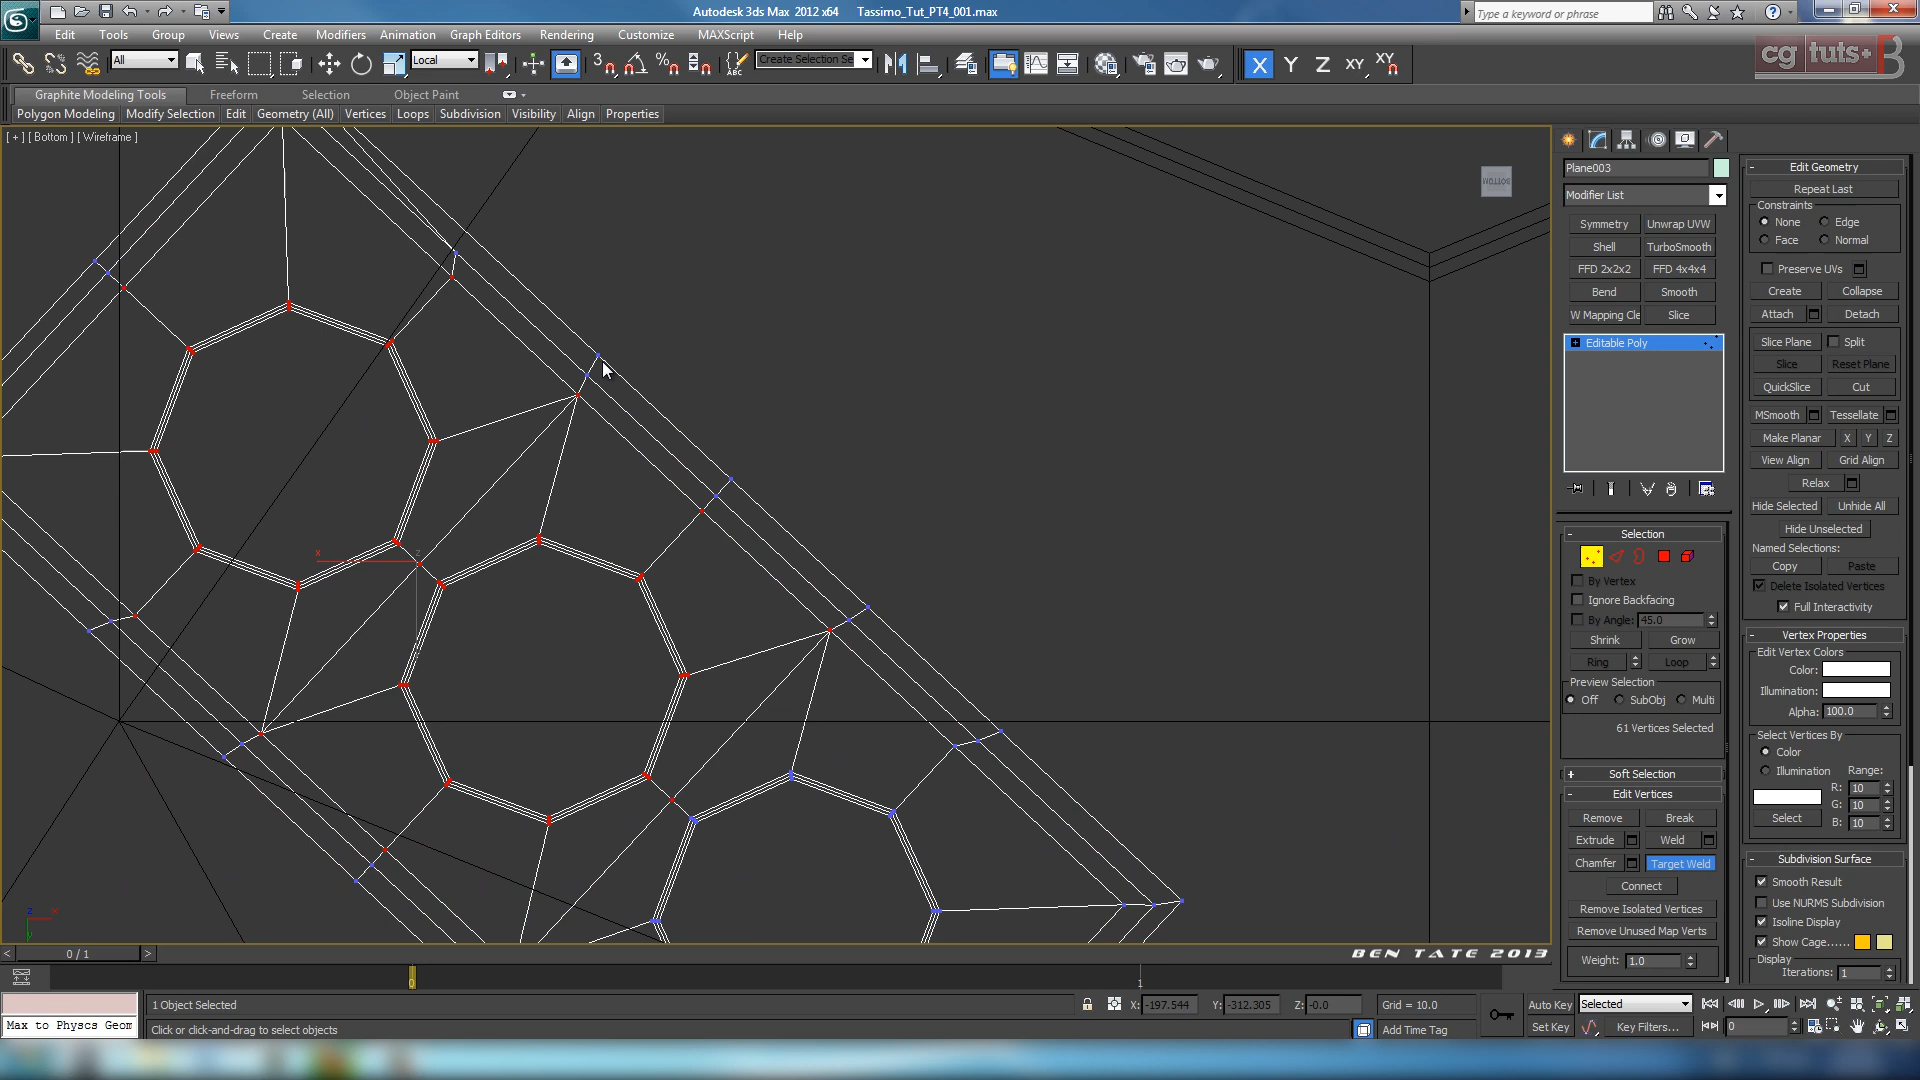 Autodesk 3ds Max 2012 x64 Tassimo_Tut_PT4_001.max
Type a keyword or phrase
Edit Tools Group Views Create Modifiers Animation Graph Editors Rendering Customize MAXScript Help
All Local Create Selection Se X Y Z XY XY
cg tuts+
Graphite Modeling Tools Freeform Selection Object Paint
Polygon Modeling Modify Selection Edit Geometry (All) Vertices Loops Subdivision Visibility Align Properties
[ + ] [ Bottom ] [ Wireframe ]
BOTTOM
x
z
Plane003
Modifier List
Symmetry Unwrap UVW
Shell TurboSmooth
FFD 2x2x2 FFD 4x4x4
Bend Smooth
W Mapping Cle Slice
Editable Poly
Selection
By Vertex
Ignore Backfacing
By Angle: 45.0
Shrink Grow
Ring Loop
Preview Selection
Off SubObj Multi
61 Vertices Selected
Soft Selection
Edit Vertices
Remove Break
Extrude Weld
Chamfer Target Weld
Connect
Remove Isolated Vertices
Remove Unused Map Verts
Weight: 1.0
Edit Geometry
Repeat Last
Constraints
None Edge
Face Normal
Preserve UVs
Create Collapse
Attach Detach
Slice Plane Split
Slice Reset Plane
QuickSlice Cut
MSmooth Tessellate
Make Planar X Y Z
View Align Grid Align
Relax
Hide Selected Unhide All
Hide Unselected
Named Selections:
Copy Paste
Delete Isolated Vertices
Full Interactivity
Vertex Properties
Edit Vertex Colors
Color:
Illumination:
Alpha: 100.0
Select Vertices By
Color
Illumination Range:
R: 10
G: 10
Select B: 10
Subdivision Surface
Smooth Result
Use NURMS Subdivision
Isoline Display
Show Cage......
Display
Iterations: 1
< 0 / 1 >
BEN TATE 2013
0 1
1 Object Selected X: -197.544 Y: -312.305 Z: -0.0 Grid = 10.0 Auto Key Selected
Max to Physcs Geom Click or click-and-drag to select objects Add Time Tag Set Key Key Filters... 0